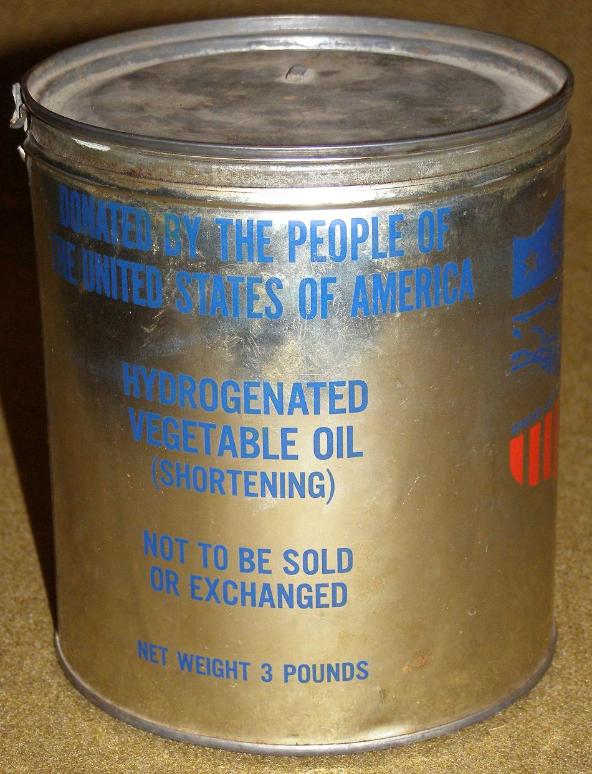 DONATED BY THE PEOPLE OF
THE UNITED STATES OF AMERICA
HYDROGENATED
VEGETABLE OIL
(SHORTENING)
NOT TO BE SOLD
OR EXCHANGED
NET WEIGHT 3 POUNDS